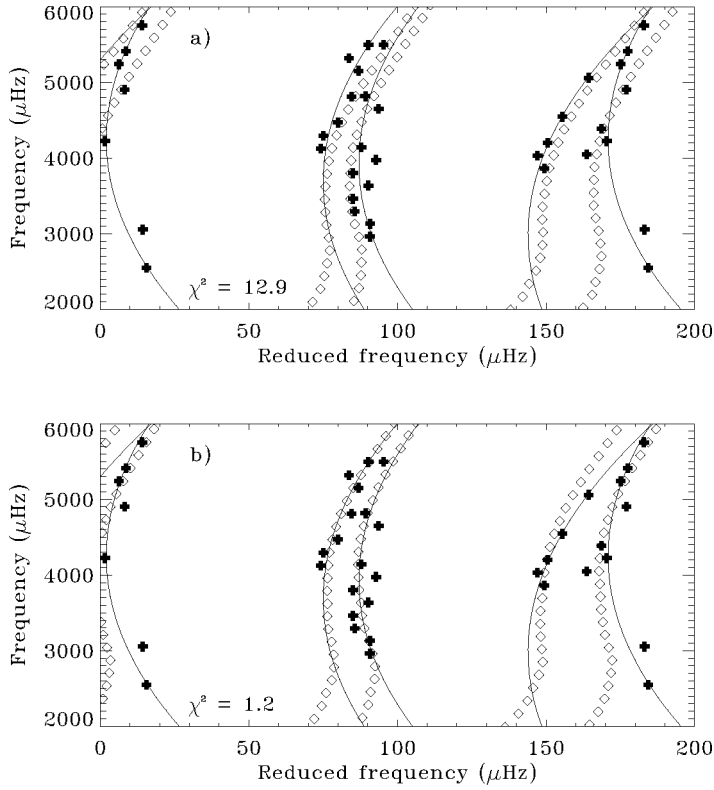 6000
5000
4000
3000
2000
Frequency (μHz)
a)
χ² = 12.9
0 50 100 150 200
Reduced frequency (μHz)
6000
5000
4000
3000
2000
Frequency (μHz)
b)
χ² = 1.2
0 50 100 150 200
Reduced frequency (μHz)